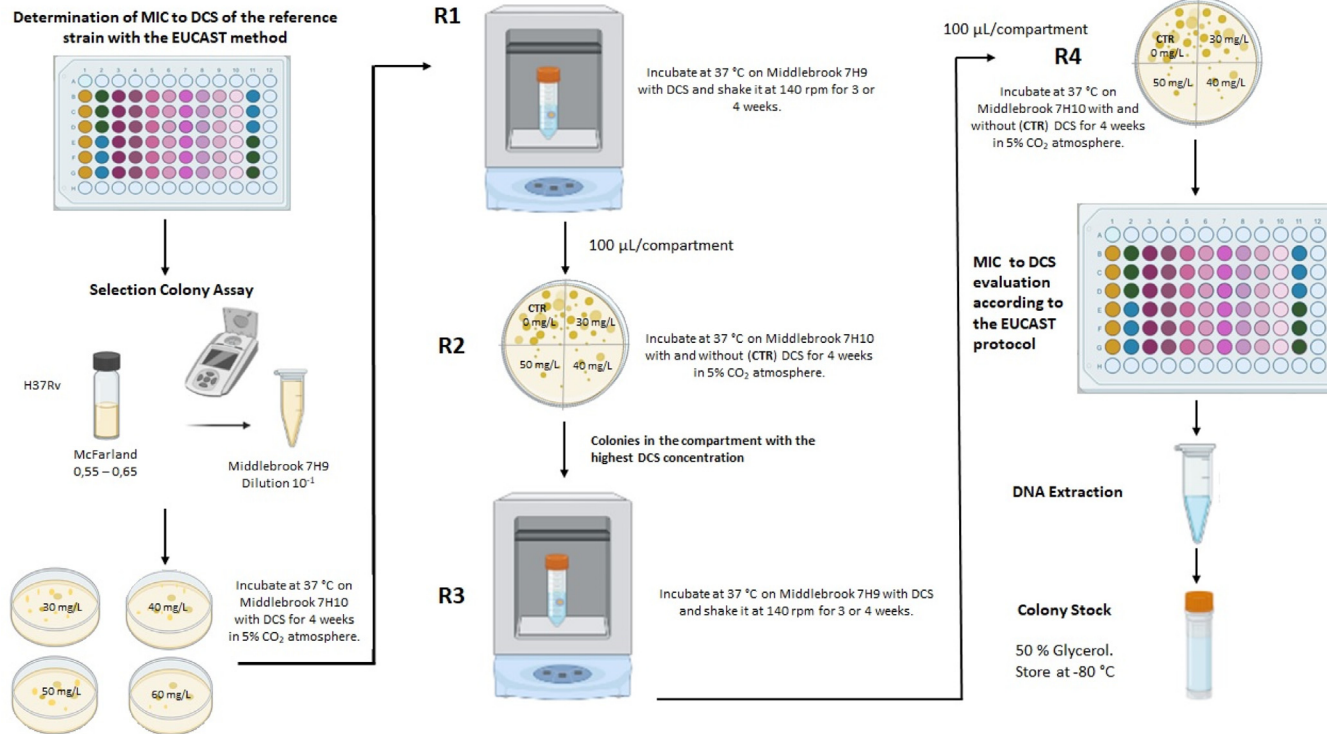 Determination of MIC to DCS of the reference
strain with the EUCAST method
1 2 3 4 5 6 7 8 9 10 11 12
A
B
C
D
E
F
G
H
Selection Colony Assay
H37Rv
McFarland
0,55 – 0,65
Middlebrook 7H9
Dilution 10⁻¹
30 mg/L
40 mg/L
50 mg/L
60 mg/L
Incubate at 37 °C on
Middlebrook 7H10
with DCS for 4 weeks
in 5% CO₂ atmosphere.
R1
Incubate at 37 °C on Middlebrook 7H9
with DCS and shake it at 140 rpm for 3 or
4 weeks.
100 µL/compartment
R2
CTR
0 mg/L
30 mg/L
50 mg/L
40 mg/L
Incubate at 37 °C on Middlebrook 7H10
with and without (CTR) DCS for 4 weeks
in 5% CO₂ atmosphere.
Colonies in the compartment with the
highest DCS concentration
R3
Incubate at 37 °C on Middlebrook 7H9 with DCS
and shake it at 140 rpm for 3 or 4 weeks.
100 µL/compartment
R4
CTR
0 mg/L
30 mg/L
50 mg/L
40 mg/L
Incubate at 37 °C on
Middlebrook 7H10 with and
without (CTR) DCS for 4 weeks
in 5% CO₂ atmosphere.
MIC to DCS
evaluation
according to
the EUCAST
protocol
1 2 3 4 5 6 7 8 9 10 11 12
A
B
C
D
E
F
G
H
DNA Extraction
Colony Stock
50 % Glycerol.
Store at -80 °C